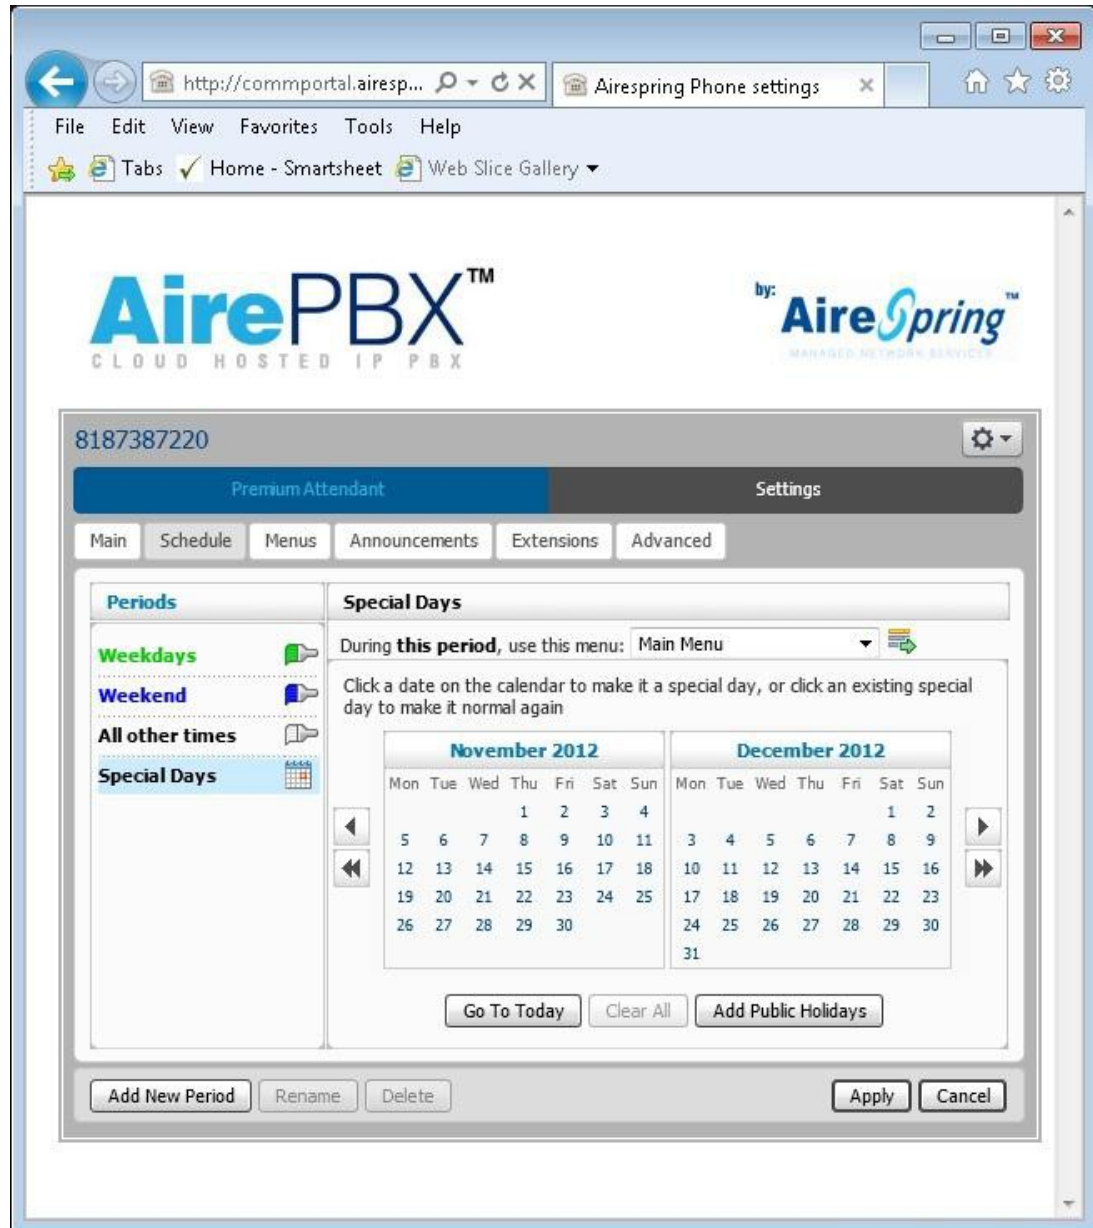 http://commportal.airesp...
Airespring Phone settings
File Edit View Favorites Tools Help
Tabs Home - Smartsheet Web Slice Gallery
AirePBX™
CLOUD HOSTED IP PBX
by:
AireSpring™
MANAGED NETWORK SERVICES
8187387220
Premium Attendant Settings
Main Schedule Menus Announcements Extensions Advanced
Periods
Weekdays
Weekend
All other times
Special Days
Special Days
During this period, use this menu: Main Menu
Click a date on the calendar to make it a special day, or click an existing special
day to make it normal again
November 2012
Mon Tue Wed Thu Fri Sat Sun
1 2 3 4
5 6 7 8 9 10 11
12 13 14 15 16 17 18
19 20 21 22 23 24 25
26 27 28 29 30
December 2012
Mon Tue Wed Thu Fri Sat Sun
1 2
3 4 5 6 7 8 9
10 11 12 13 14 15 16
17 18 19 20 21 22 23
24 25 26 27 28 29 30
31
Go To Today Clear All Add Public Holidays
Add New Period Rename Delete Apply Cancel